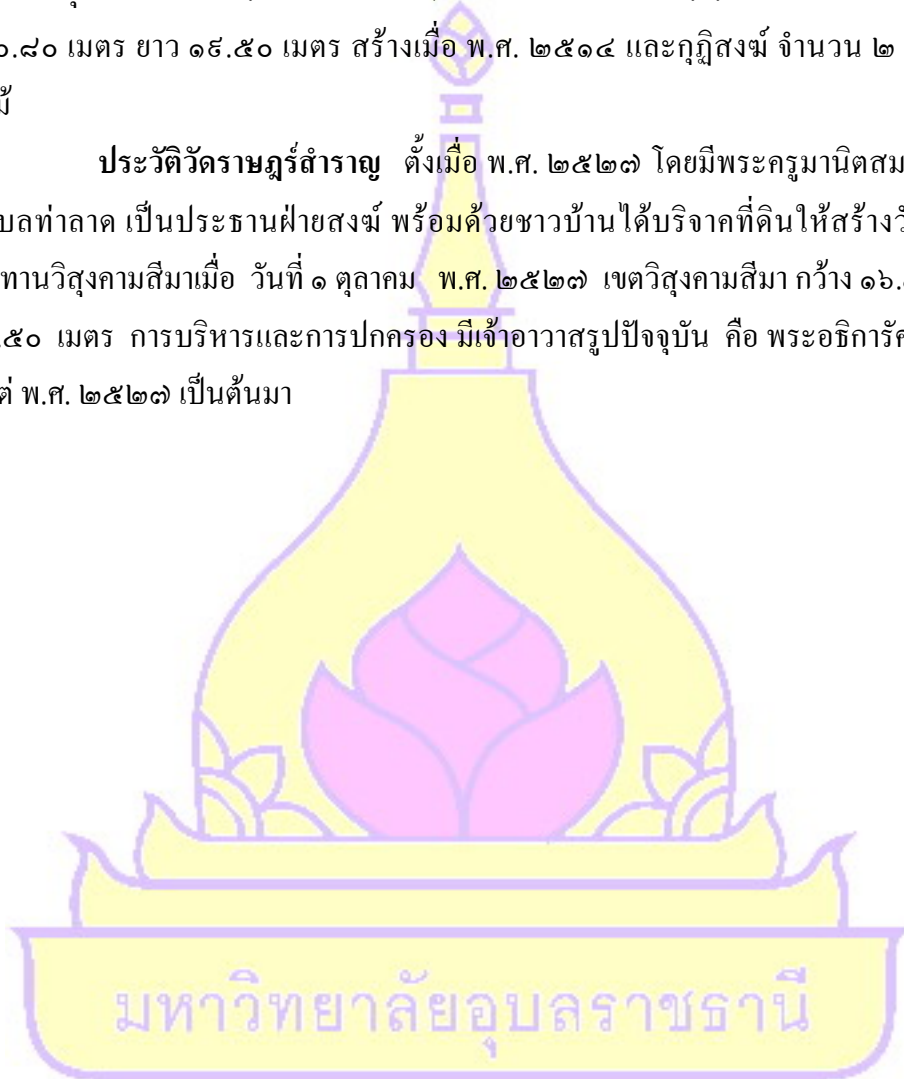 ๐.๘๐ เมตร ยาว ๑๙.๕๐ เมตร สร้างเมื่อ พ.ศ. ๒๕๑๔ และกุฏิสงฆ์ จำนวน ๒
ม้
ประวัติวัดราษฎร์สำราญ ตั้งเมื่อ พ.ศ. ๒๕๒๗ โดยมีพระครูมานิตสม
บลท่าลาด เป็นประธานฝ่ายสงฆ์ พร้อมด้วยชาวบ้านได้บริจาคที่ดินให้สร้างวั
ทานวิสุงคามสีมาเมื่อ วันที่ ๑ ตุลาคม พ.ศ. ๒๕๒๗ เขตวิสุงคามสีมา กว้าง ๑๖.
.๕๐ เมตร การบริหารและการปกครอง มีเจ้าอาวาสรูปปัจจุบัน คือ พระอธิการ
ต่ พ.ศ. ๒๕๒๗ เป็นต้นมา
มหาวิทยาลัยอุบลราชธานี